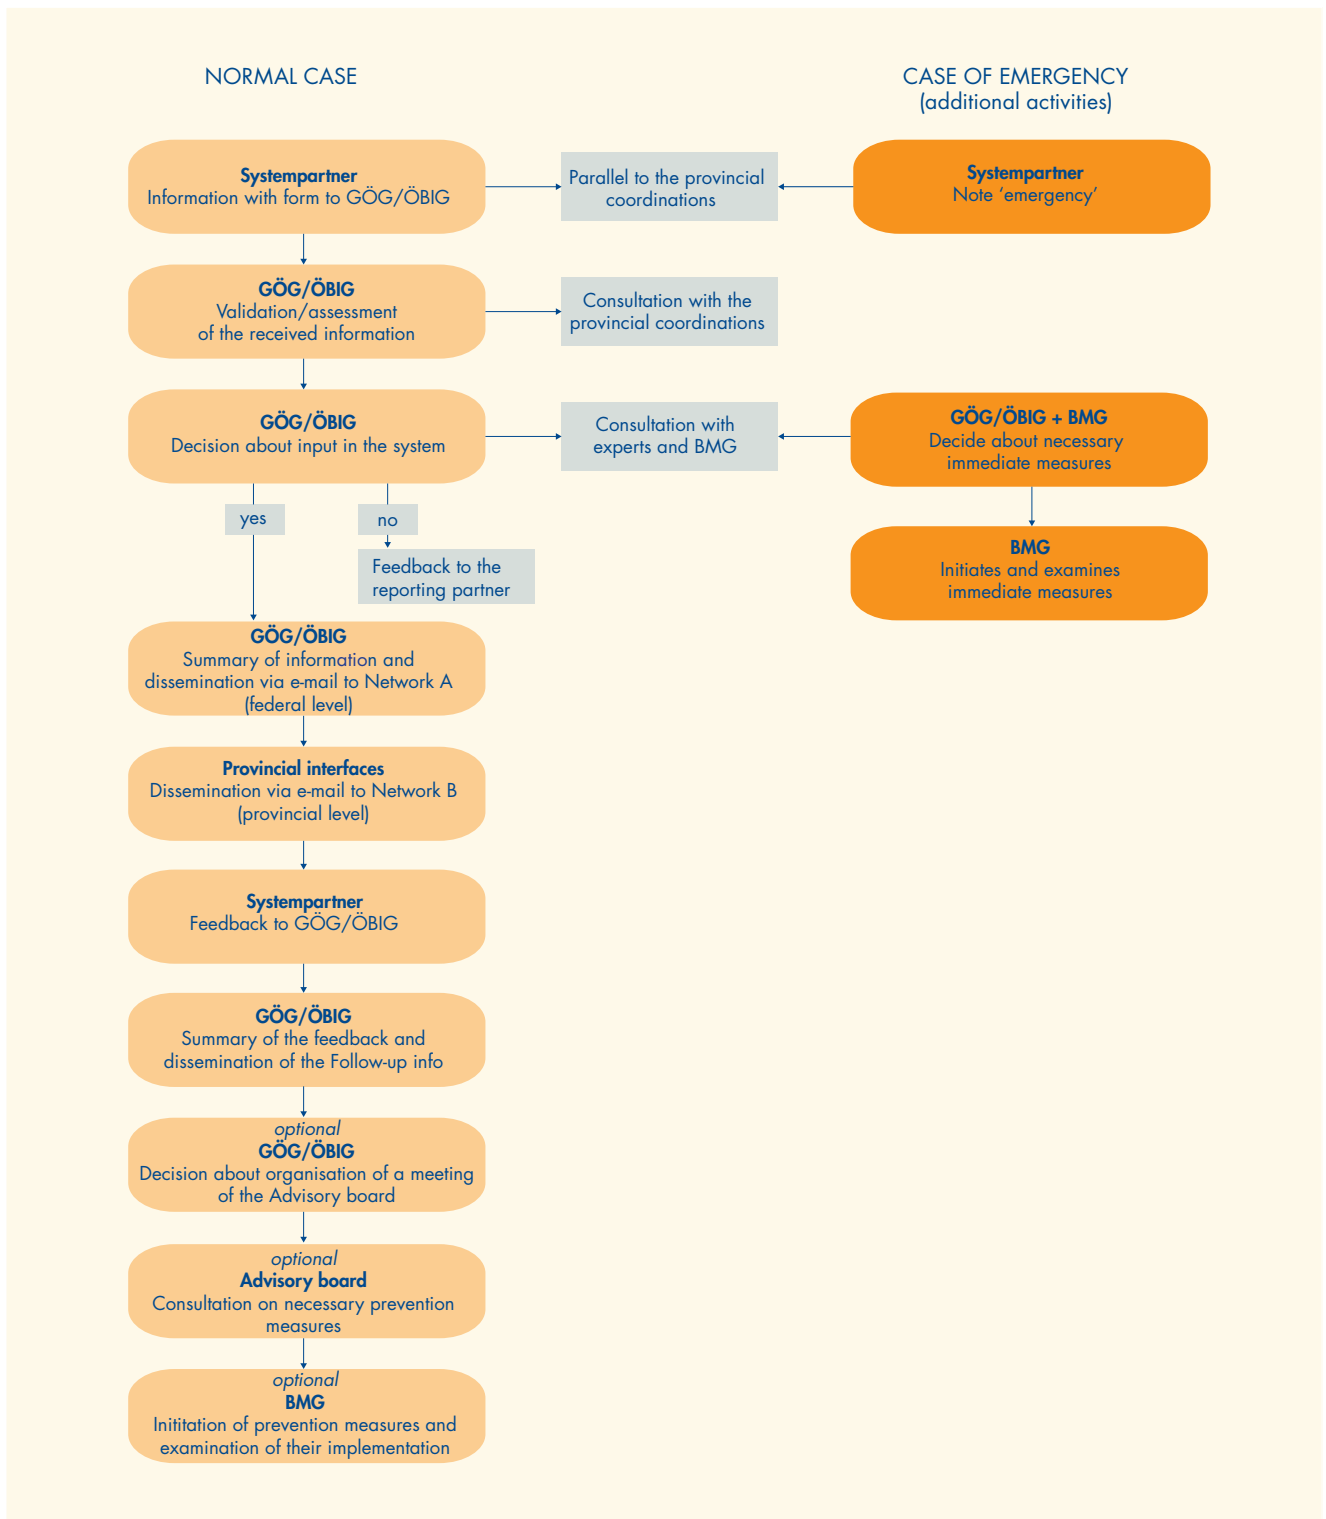 NORMAL CASE
CASE OF EMERGENCY
(additional activities)
Systempartner
Information with form to GÖG/ÖBIG
Parallel to the provincial
coordinations
Systempartner
Note ‘emergency’
GÖG/ÖBIG
Validation/assessment
of the received information
Consultation with the
provincial coordinations
GÖG/ÖBIG
Decision about input in the system
Consultation with
experts and BMG
GÖG/ÖBIG + BMG
Decide about necessary
immediate measures
yes
no
Feedback to the
reporting partner
BMG
Initiates and examines
immediate measures
GÖG/ÖBIG
Summary of information and
dissemination via e-mail to Network A
(federal level)
Provincial interfaces
Dissemination via e-mail to Network B
(provincial level)
Systempartner
Feedback to GÖG/ÖBIG
GÖG/ÖBIG
Summary of the feedback and
dissemination of the Follow-up info
optional
GÖG/ÖBIG
Decision about organisation of a meeting
of the Advisory board
optional
Advisory board
Consultation on necessary prevention
measures
optional
BMG
Inititation of prevention measures and
examination of their implementation